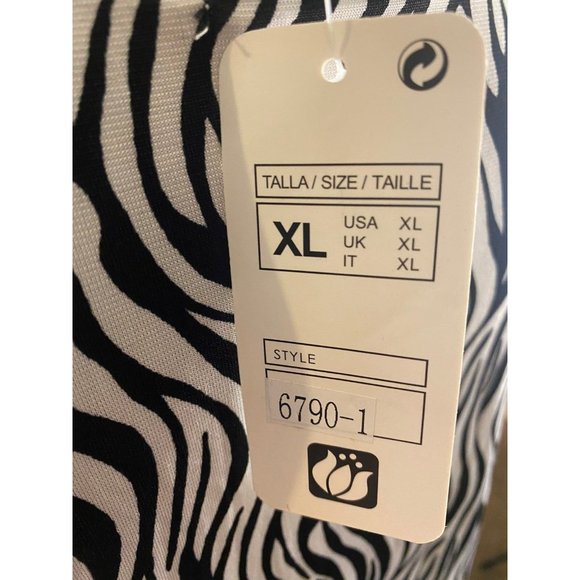 TALLA / SIZE / TAILLE
XL
USA XL
UK XL
IT XL
STYLE
6790-1